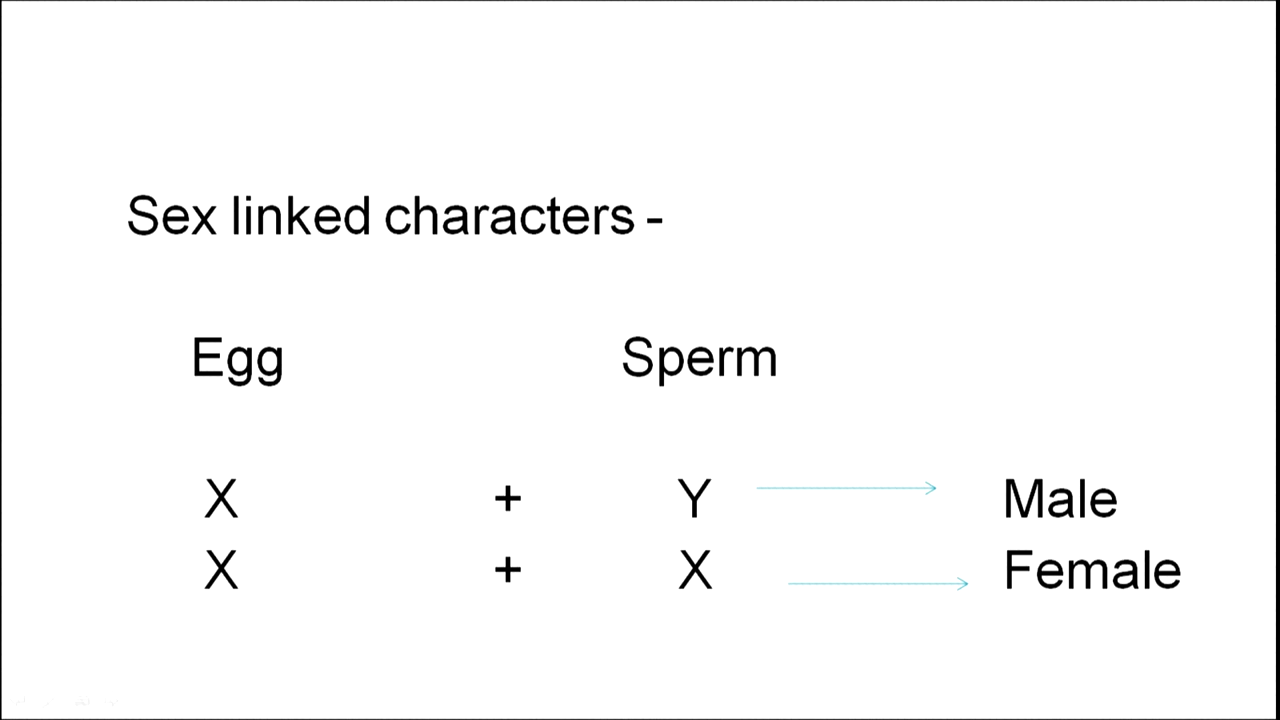 Sex linked characters -
Egg Sperm
X + Y Male
X + X Female